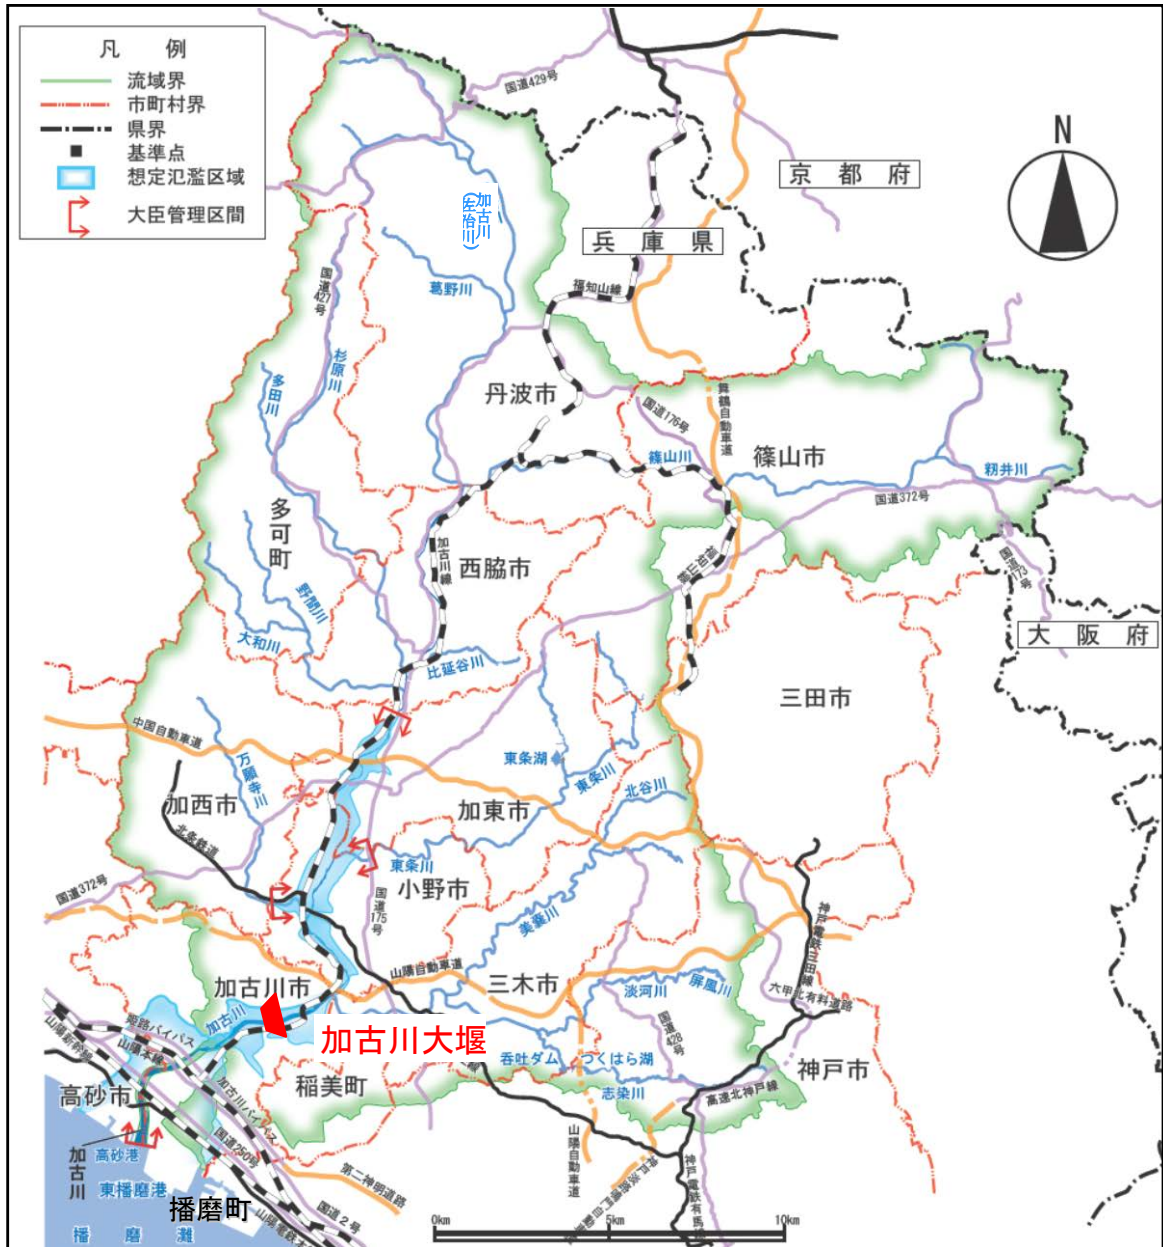 凡 例
流域界
市町村界
県界
基準点
想定氾濫区域
大臣管理区間
国道429号
N
京都府
兵庫県
加古川
(佐治川)
国道427号
葛野川
福知山線
杉原川
多田川
丹波市
国道176号
舞鶴自動車道
篠山川
篠山市
籾井川
国道372号
多可町
加古川線
西脇市
福知山線
国道173号
野間川
大和川
比延谷川
大阪府
三田市
中国自動車道
万願寺川
東条湖
東条川
北谷川
加西市
加東市
北条鉄道
東条川
小野市
国道372号
国道175号
美嚢川
神戸電鉄三田線
山陽自動車道
三木市
淡河川
屏風川
六甲北有料道路
加古川市
加古川
加古川大堰
国道428号
姫路バイパス
山陽本線
山陽新幹線
呑吐ダム
つくはら湖
線
神戸市
稲美町
志染川
高速北神戸線
高砂市
加古川バイパス
国道250号
加古川
高砂港
東播磨港
第二神明道路
山陽自動車道
神戸電鉄有馬
播磨町
国道2号
山陽電鉄本
播磨灘
0km
5km
10km